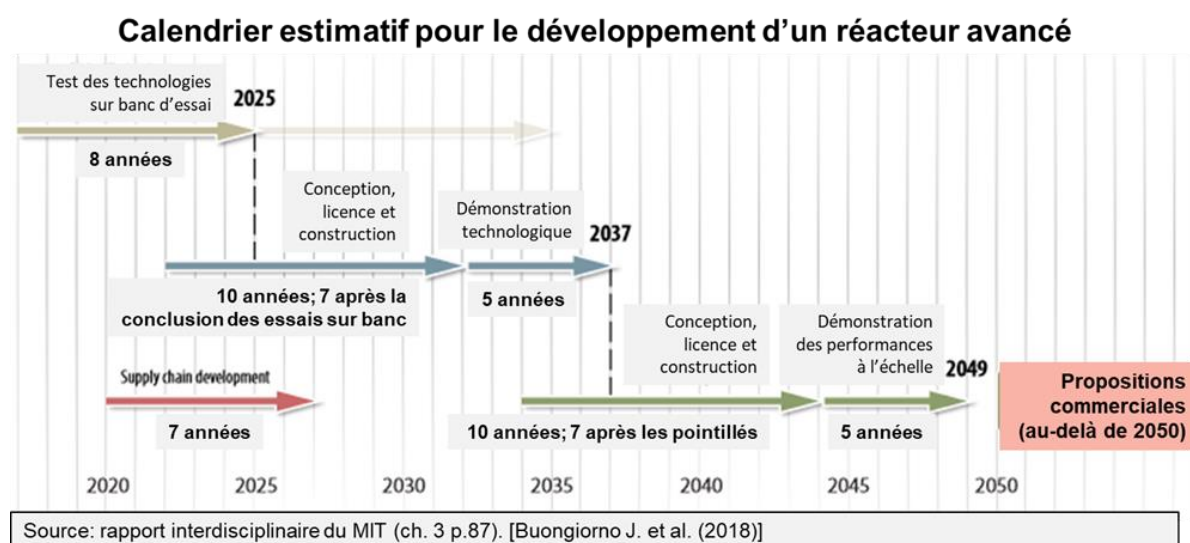 Calendrier estimatif pour le développement d'un réacteur avancé
Test des technologies
sur banc d'essai
2025
8 années
Conception,
licence et
construction
Démonstration
technologique
2037
10 années; 7 après la
conclusion des essais sur banc
5 années
Conception,
licence et
construction
Démonstration
des performances
à l'échelle
2049
Propositions
commerciales
(au-delà de 2050)
Supply chain development
7 années
10 années; 7 après les pointillés
5 années
2020 2025 2030 2035 2040 2045 2050
Source: rapport interdisciplinaire du MIT (ch. 3 p.87). [Buongiorno J. et al. (2018)]